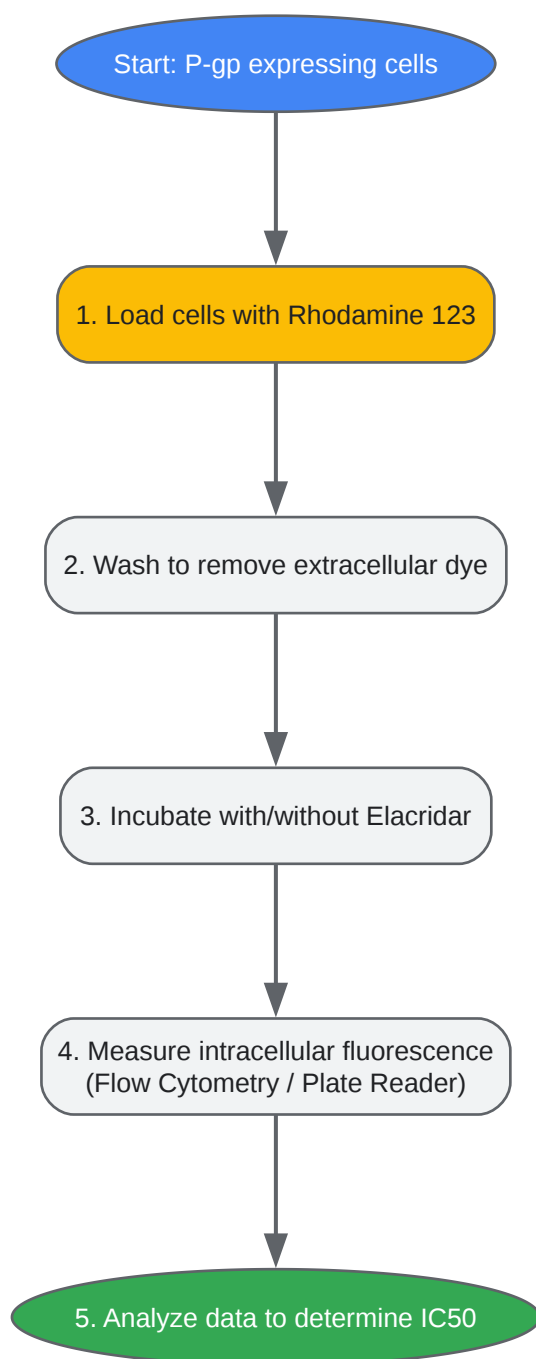 Start: P-gp expressing cells
1. Load cells with Rhodamine 123
2. Wash to remove extracellular dye
3. Incubate with/without Elacridar
4. Measure intracellular fluorescence
(Flow Cytometry / Plate Reader)
5. Analyze data to determine IC50